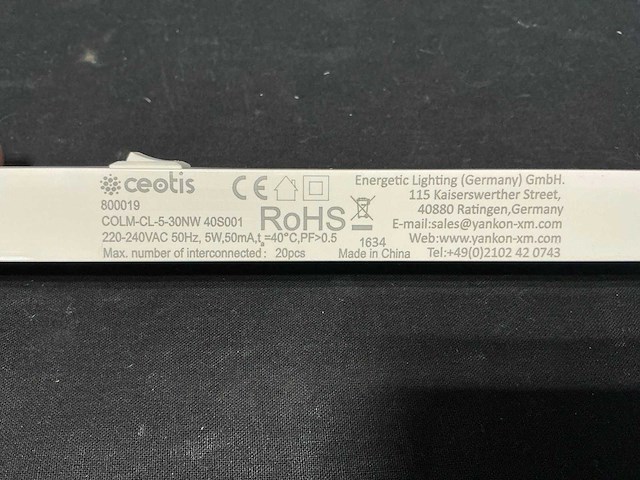 ceotis
800019
COLM-CL-5-30NW 40S001
220-240VAC 50Hz, 5W,50mA,ta=40°C,PF>0.5
Max. number of interconnected: 20pcs
CE
RoHS
1634
Made in China
Energetic Lighting (Germany) GmbH.
115 Kaiserswerther Street,
40880 Ratingen,Germany
E-mail:sales@yankon-xm.com
Web:www.yankon-xm.com
Tel:+49(0)2102 42 0743